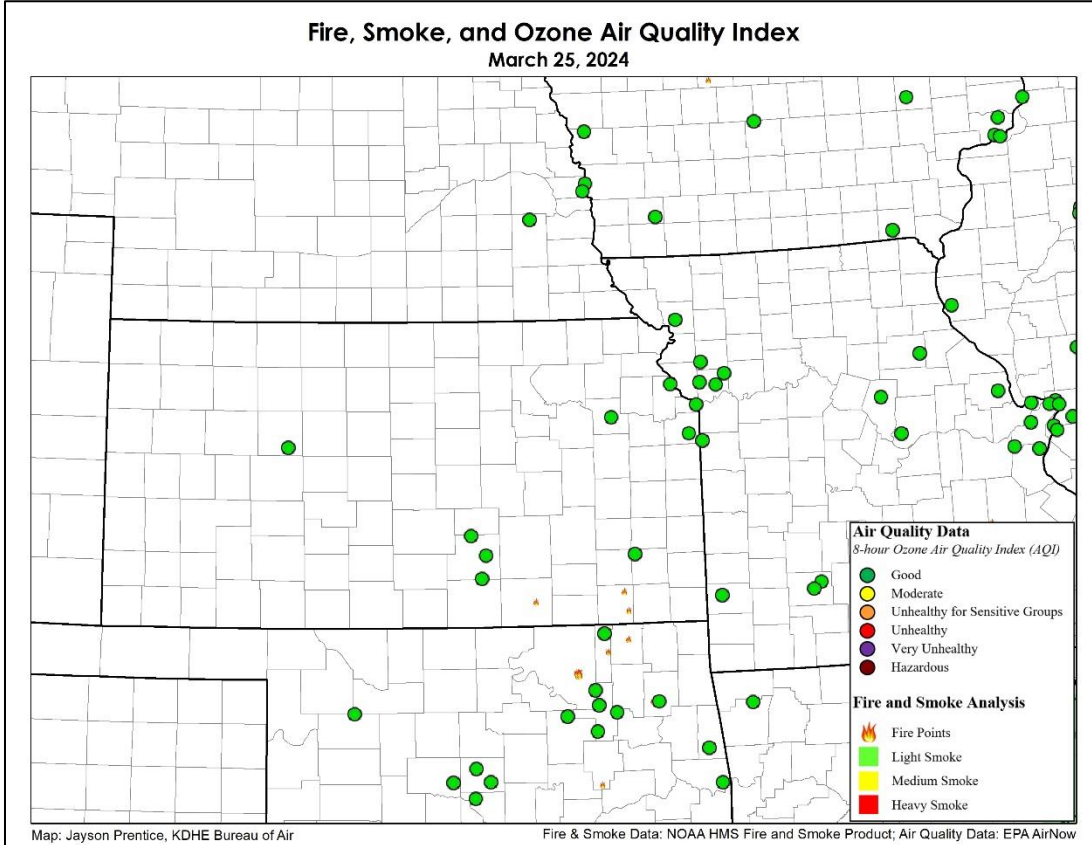 Fire, Smoke, and Ozone Air Quality Index
March 25, 2024
Air Quality Data
8-hour Ozone Air Quality Index (AQI)
Good
Moderate
Unhealthy for Sensitive Groups
Unhealthy
Very Unhealthy
Hazardous
Fire and Smoke Analysis
Fire Points
Light Smoke
Medium Smoke
Heavy Smoke
Map: Jayson Prentice, KDHE Bureau of Air
Fire & Smoke Data: NOAA HMS Fire and Smoke Product; Air Quality Data: EPA AirNow